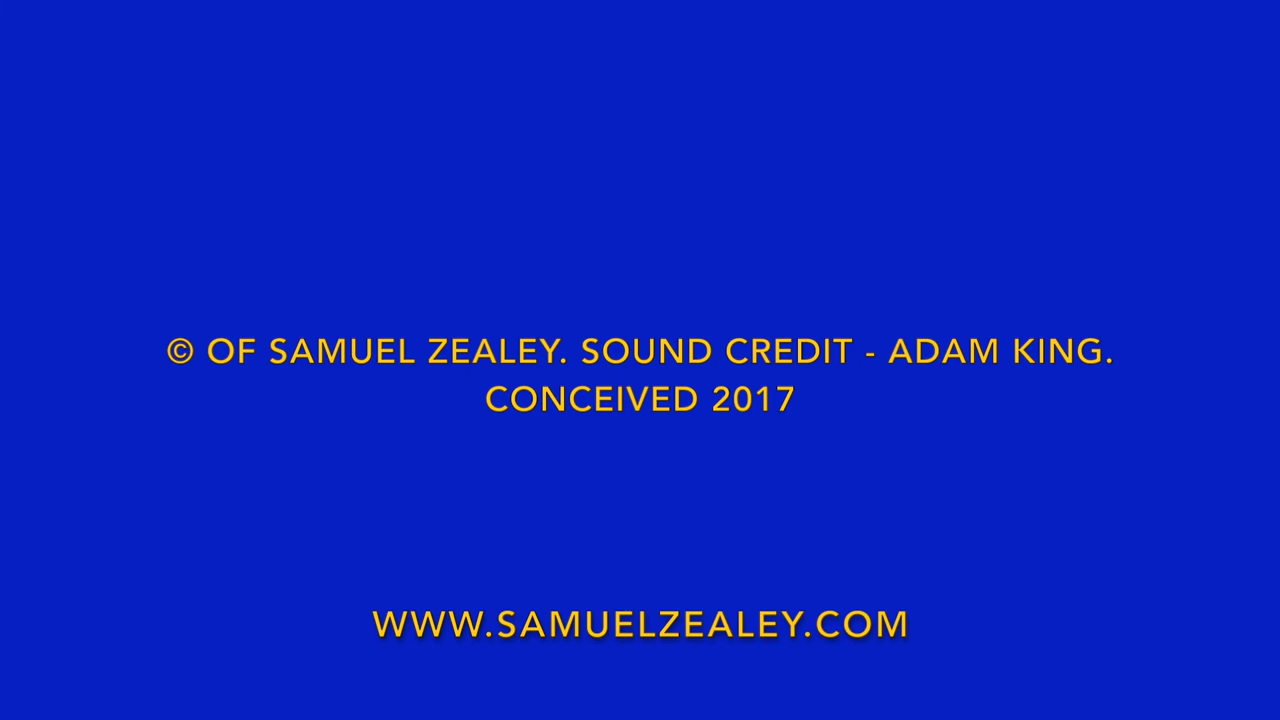 © OF SAMUEL ZEALEY. SOUND CREDIT - ADAM KING.
CONCEIVED 2017
WWW.SAMUELZEALEY.COM